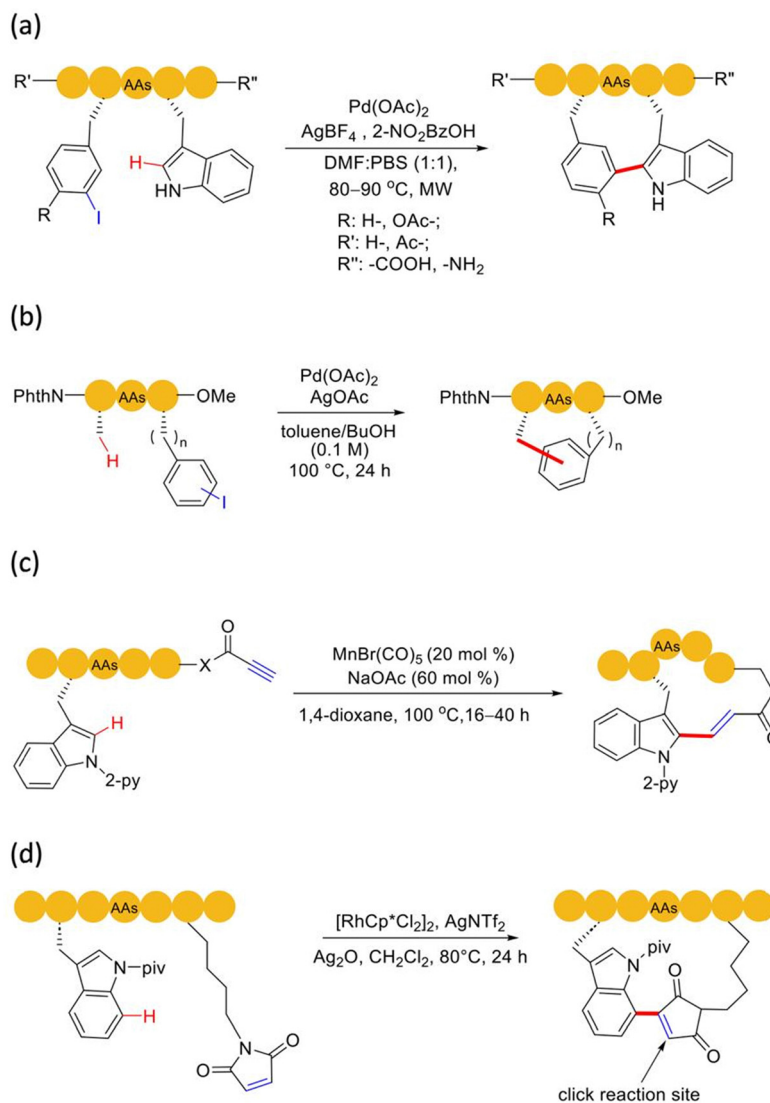 (a)
R' AAs R" R' AAs R"
Pd(OAc)2
AgBF4 , 2-NO2BzOH
DMF:PBS (1:1),
80–90 °C, MW
R: H-, OAc-;
R': H-, Ac-;
R": -COOH, -NH2
R I H HN R N H
(b)
PhthN AAs OMe PhthN AAs OMe
Pd(OAc)2
AgOAc
toluene/BuOH
(0.1 M)
100 °C, 24 h
H ( )n I ( )n
(c)
AAs X O AAs
MnBr(CO)5 (20 mol %)
NaOAc (60 mol %)
1,4-dioxane, 100 °C,16–40 h
H N 2-py N 2-py O
(d)
AAs AAs
[RhCp*Cl2]2, AgNTf2
Ag2O, CH2Cl2, 80°C, 24 h
N piv H O N O N piv O O
click reaction site